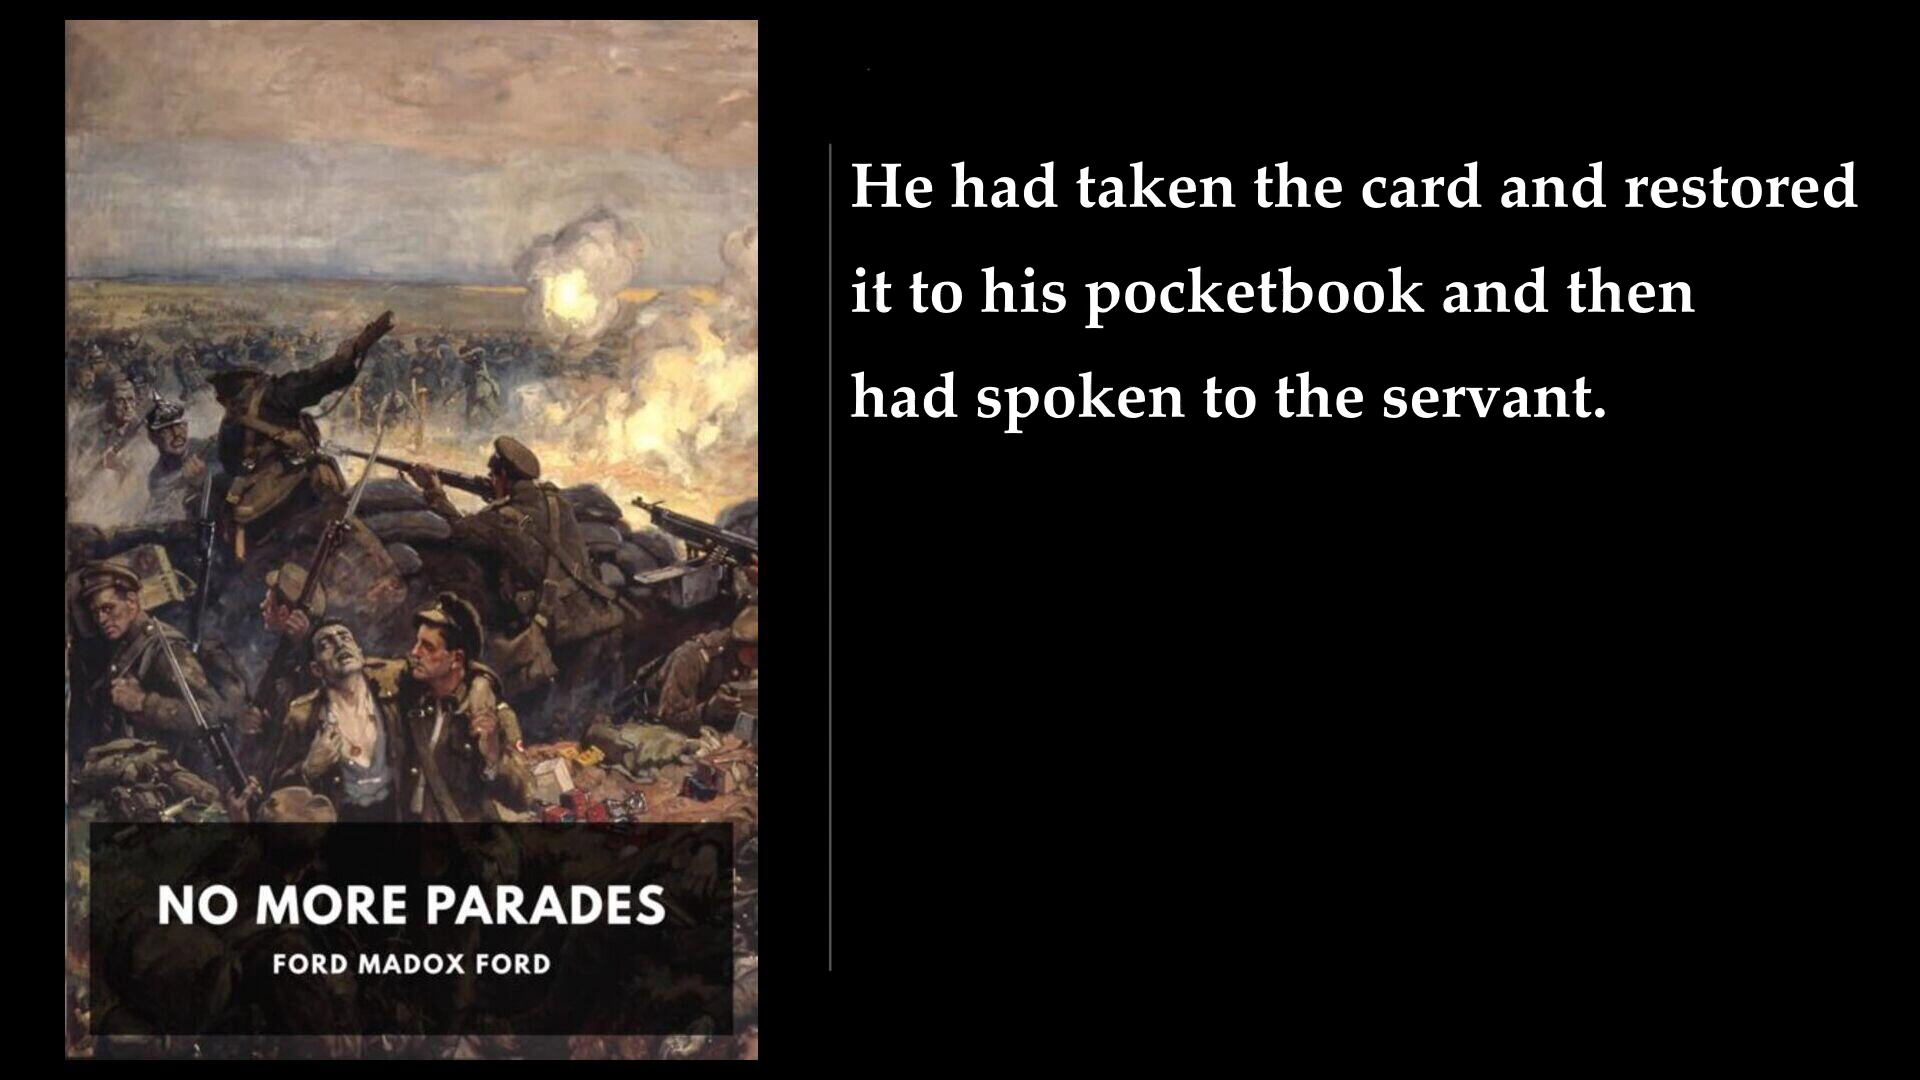 He had taken the card and restored
it to his pocketbook and then
had spoken to the servant.
NO MORE PARADES
FORD MADOX FORD